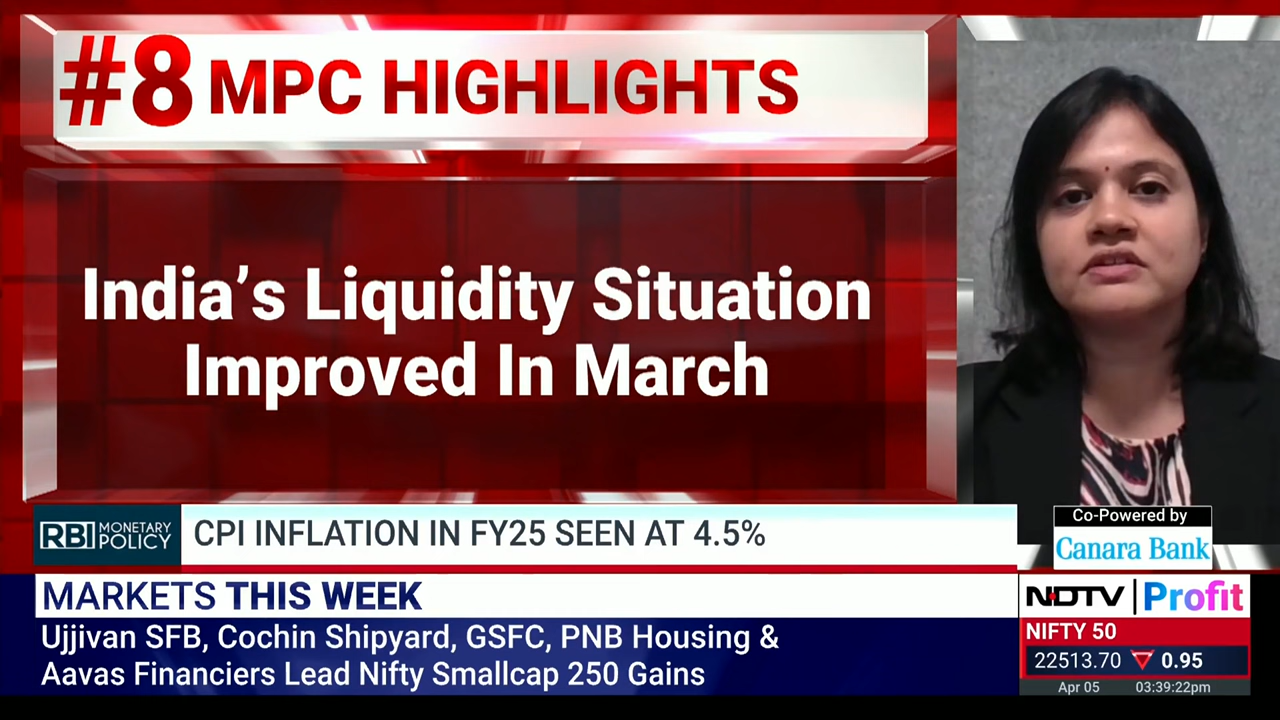 #8 MPC HIGHLIGHTS
India’s Liquidity Situation
Improved In March
RBI MONETARY POLICY
CPI INFLATION IN FY25 SEEN AT 4.5%
Co-Powered by
Canara Bank
MARKETS THIS WEEK
Ujjivan SFB, Cochin Shipyard, GSFC, PNB Housing &
Aavas Financiers Lead Nifty Smallcap 250 Gains
NDTV Profit
NIFTY 50
22513.70 ▽ 0.95
Apr 05 03:39:22pm